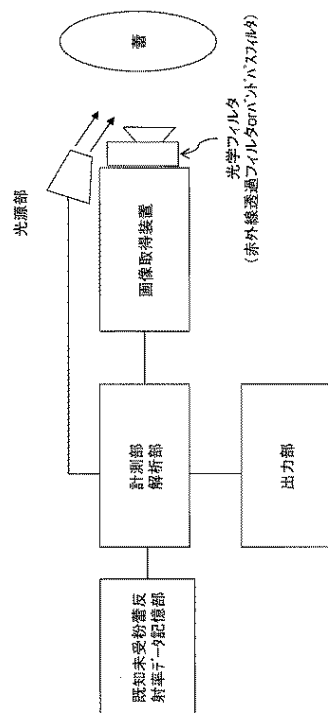 光源部
蕾
画像取得装置
光学フィルタ
(赤外線透過フィルタorバンドパスフィルタ)
計測部
解析部
出力部
既知未受粉蕾反
射率データ記憶部